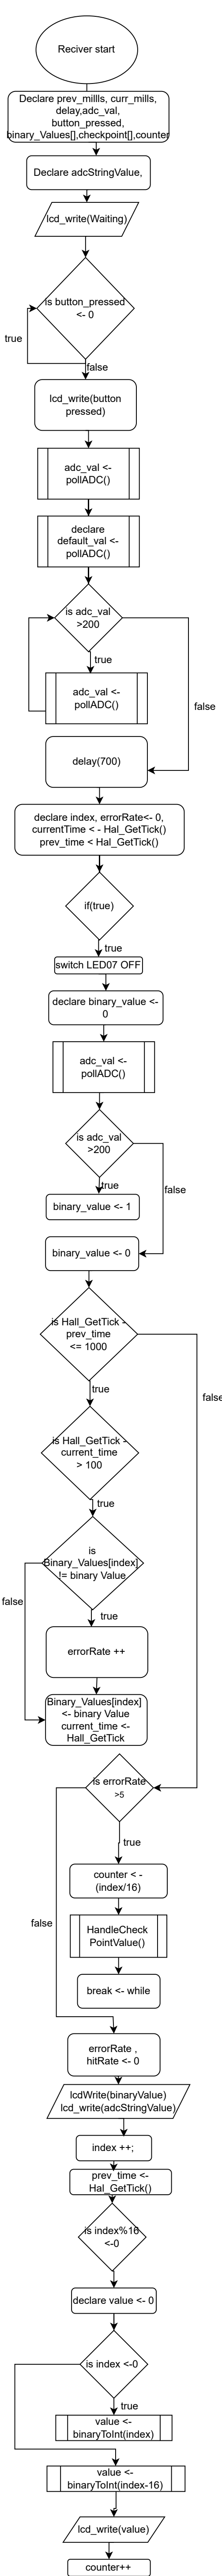 Reciver start
Declare prev_millls, curr_mills,
delay,adc_val,
button_pressed,
binary_Values[],checkpoint[],counter
Declare adcStringValue,
lcd_write(Waiting)
is button_pressed
<- 0
true
false
lcd_write(button
pressed)
adc_val <-
pollADC()
declare
default_val <-
pollADC()
is adc_val
>200
true
false
adc_val <-
pollADC()
delay(700)
declare index, errorRate<- 0,
currentTime < - Hal_GetTick()
prev_time < Hal_GetTick()
if(true)
true
switch LED07 OFF
declare binary_value <-
0
adc_val <-
pollADC()
is adc_val
>200
true
false
binary_value <- 1
binary_value <- 0
is Hall_GetTick -
prev_time
<= 1000
true
false
is Hall_GetTick -
current_time
> 100
true
is
Binary_Values[index]
!= binary Value
false
true
errorRate ++
Binary_Values[index]
<- binary Value
current_time <-
Hall_GetTick
is errorRate
>5
true
false
counter < -
(index/16)
HandleCheck
PointValue()
break <- while
errorRate ,
hitRate <- 0
lcdWrite(binaryValue)
lcd_write(adcStringValue)
index ++;
prev_time <-
Hal_GetTick()
is index%16
<-0
declare value <- 0
is index <-0
true
value <-
binaryToInt(index)
value <-
binaryToInt(index-16)
lcd_write(value)
counter++